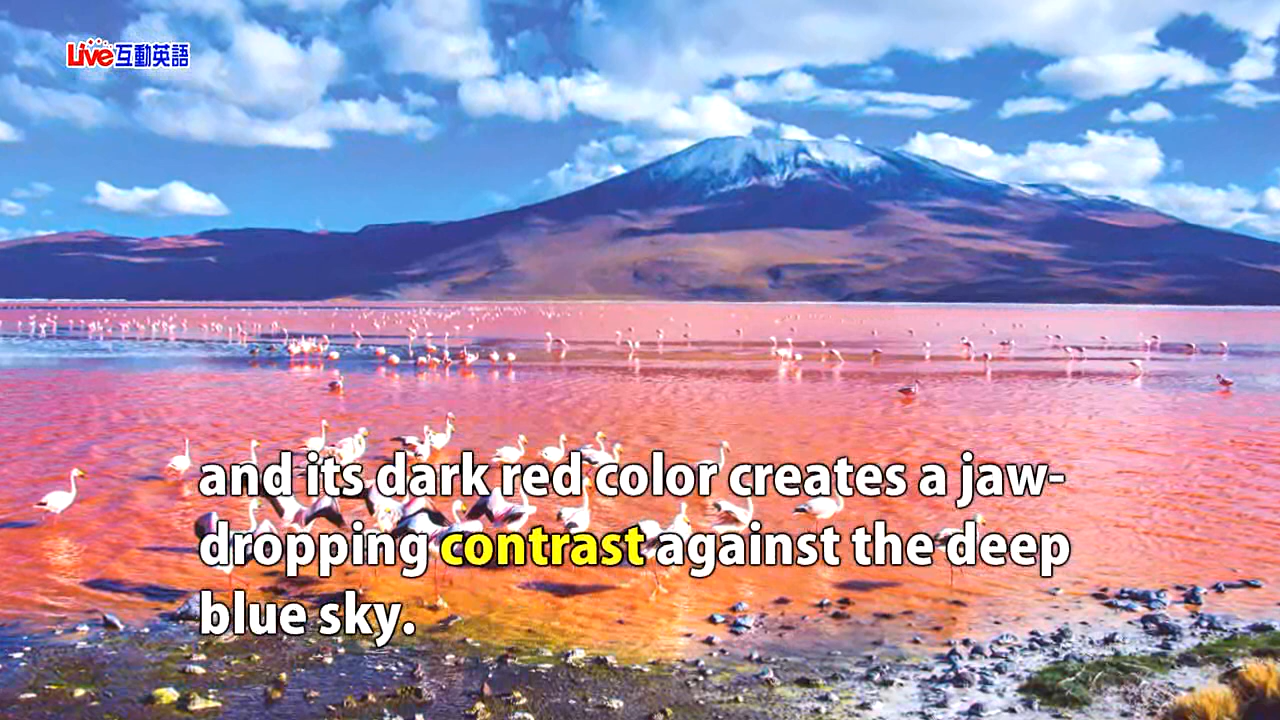 Live互動英語
and its dark red color creates a jaw-
dropping contrast against the deep
blue sky.